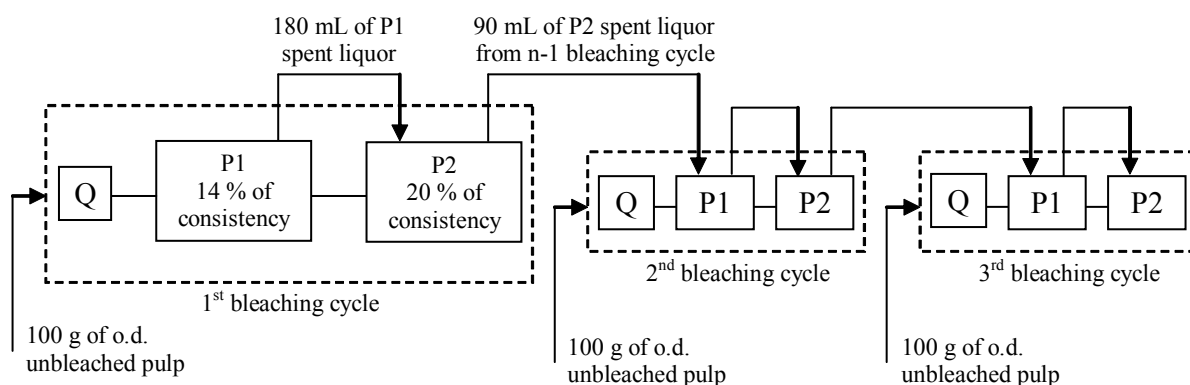 180 mL of P1
spent liquor
90 mL of P2 spent liquor
from n-1 bleaching cycle
Q
P1
14 % of
consistency
P2
20 % of
consistency
1st bleaching cycle
100 g of o.d.
unbleached pulp
Q
P1
P2
2nd bleaching cycle
100 g of o.d.
unbleached pulp
Q
P1
P2
3rd bleaching cycle
100 g of o.d.
unbleached pulp